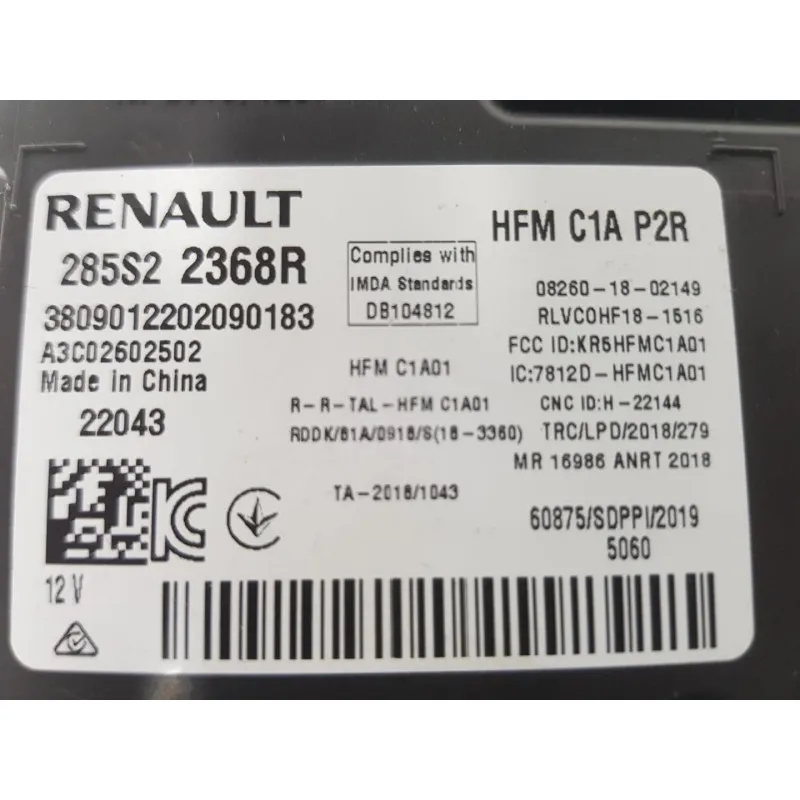 RENAULT
285S2 2368R
3809012202090183
A3C02602502
Made in China
22043
Complies with
IMDA Standards
DB104812
HFM C1A01
R-R-TAL-HFM C1A01
RDDK/81A/0918/S(18-3360)
TA-2018/1043
HFM C1A P2R
08260-18-02149
RLVCOHF18-1516
FCC ID:KR5HFMC1A01
IC:7812D-HFMC1A01
CNC ID:H-22144
TRC/LPD/2018/279
MR 16986 ANRT 2018
60875/SDPPI/2019
5060
12 V